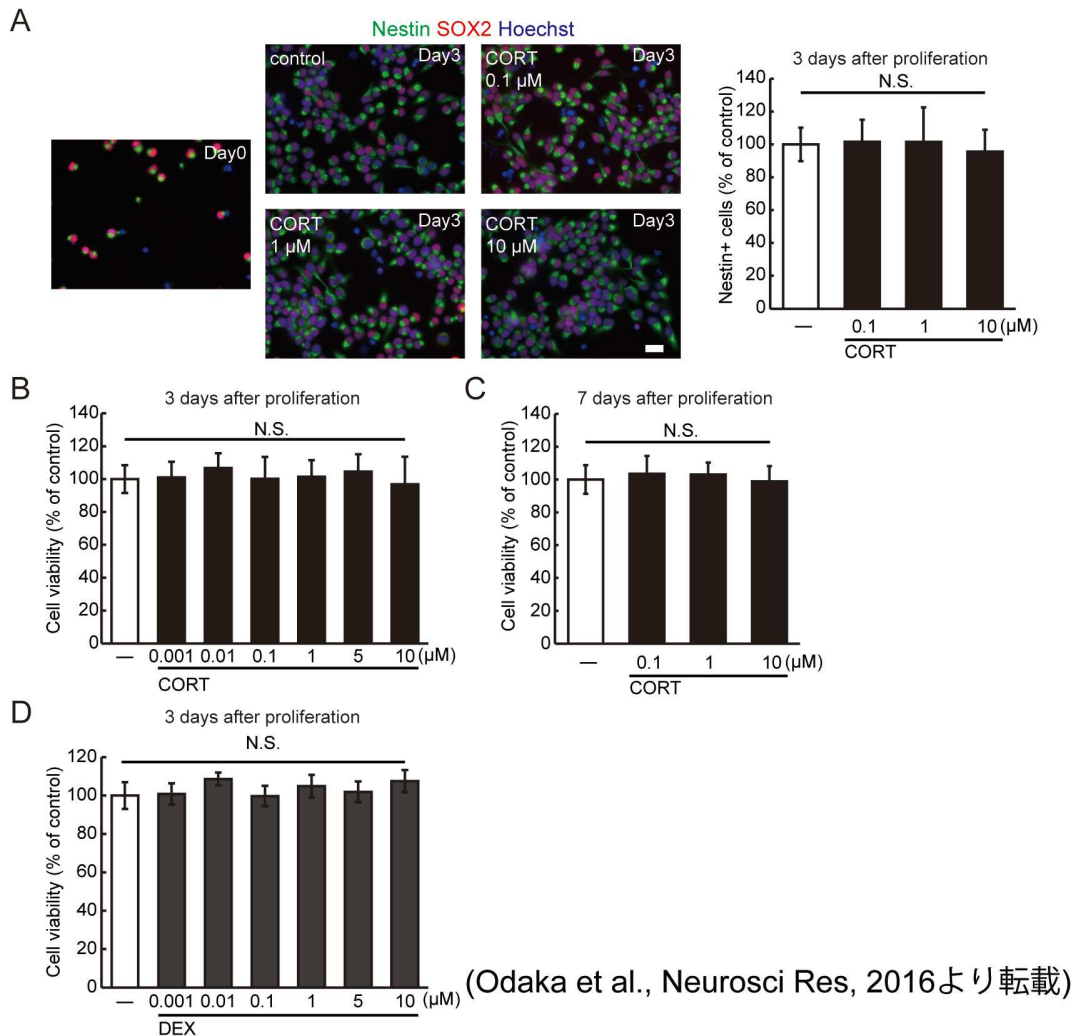 A
Nestin SOX2 Hoechst
Day0
control
Day3
CORT
0.1 μM
Day3
CORT
1 μM
Day3
CORT
10 μM
Day3
3 days after proliferation
N.S.
Nestin+ cells (% of control)
140
120
100
80
60
40
120
0
— 0.1 1 10 (μM)
CORT
B
3 days after proliferation
N.S.
Cell viability (% of control)
140
120
100
80
60
40
120
0
— 0.001 0.01 0.1 1 5 10 (μM)
CORT
C
7 days after proliferation
N.S.
Cell viability (% of control)
140
120
100
80
60
40
120
0
— 0.1 1 10 (μM)
CORT
D
3 days after proliferation
N.S.
Cell viability (% of control)
120
100
80
60
40
120
0
— 0.001 0.01 0.1 1 5 10 (μM)
DEX
(Odaka et al., Neurosci Res, 2016より転載)